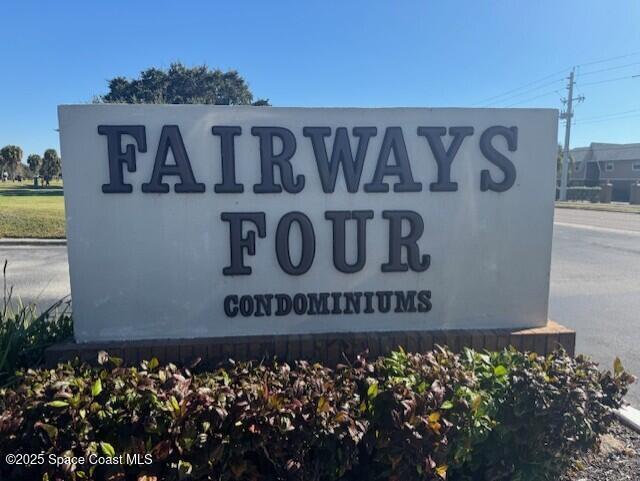 FAIRWAYS
FOUR
CONDOMINIUMS
©2025 Space Coast MLS